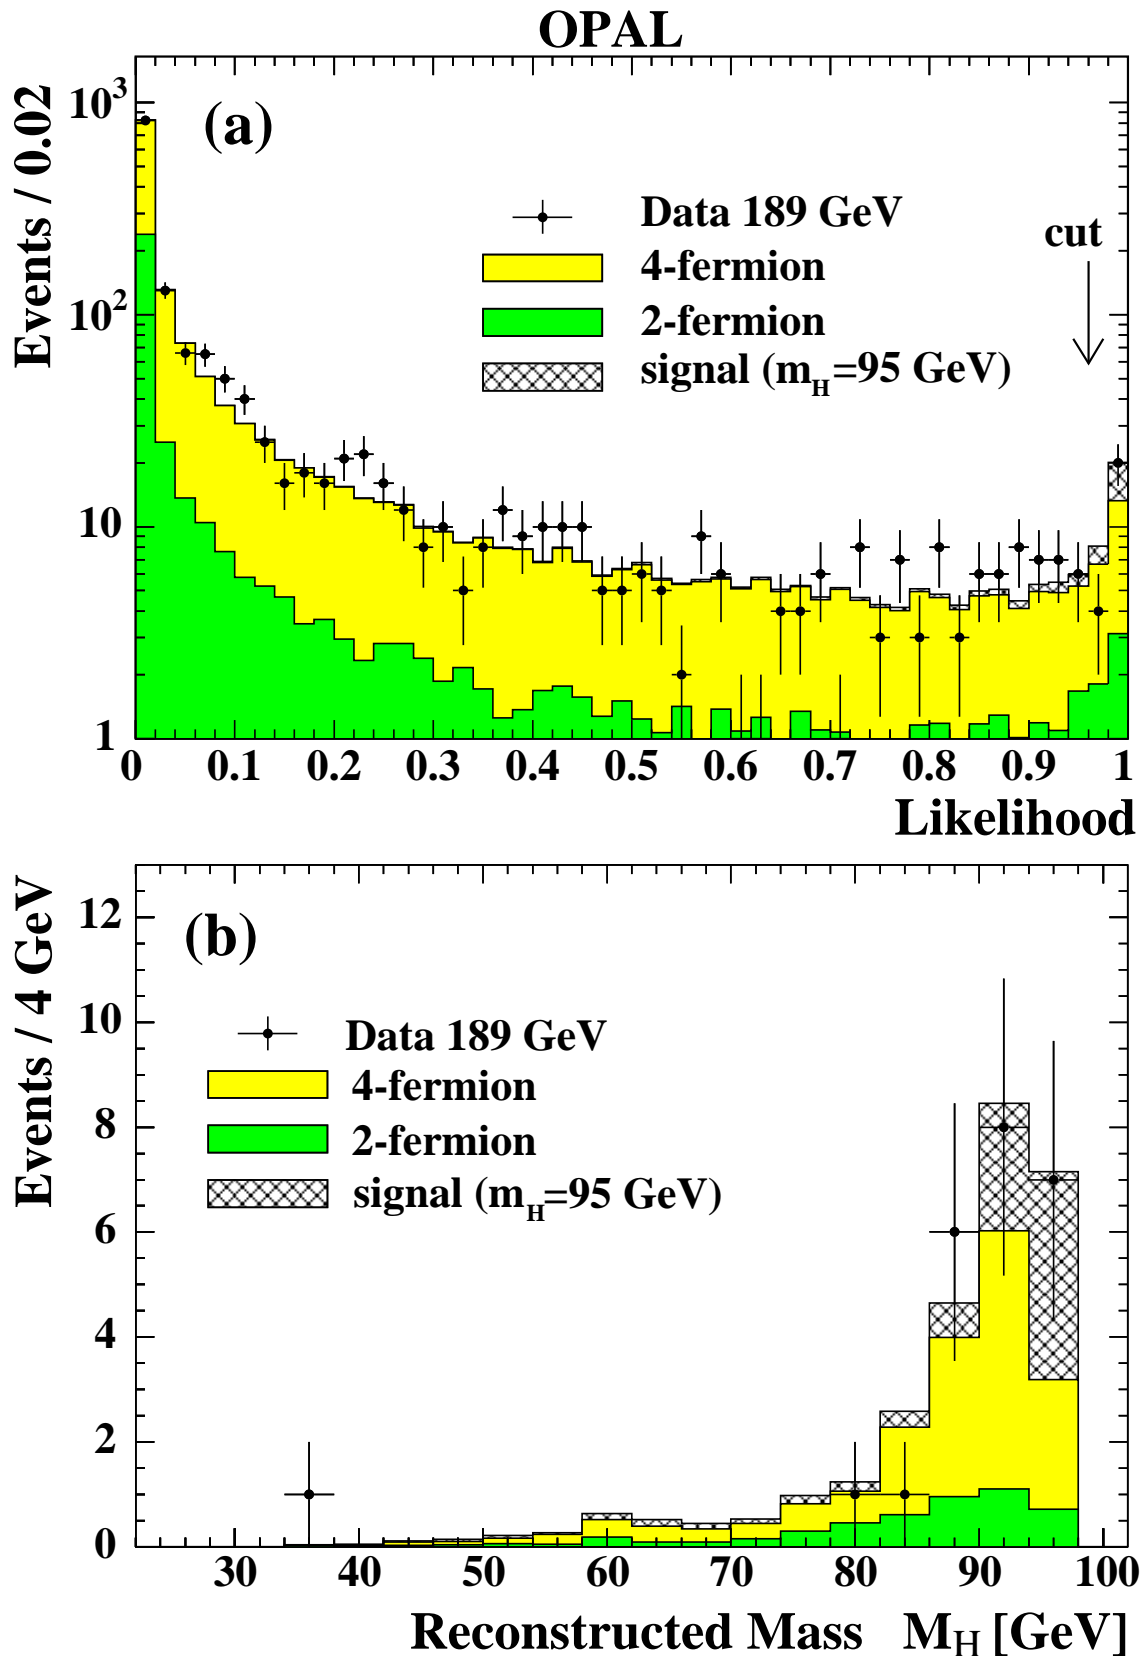 OPAL
Events / 0.02
10³
10²
10
1
(a)
Data 189 GeV
4-fermion
2-fermion
signal (m_H=95 GeV)
cut
0 0.1 0.2 0.3 0.4 0.5 0.6 0.7 0.8 0.9 1
Likelihood
Events / 4 GeV
12
10
8
6
4
2
0
(b)
Data 189 GeV
4-fermion
2-fermion
signal (m_H=95 GeV)
30 40 50 60 70 80 90 100
Reconstructed Mass M_H [GeV]